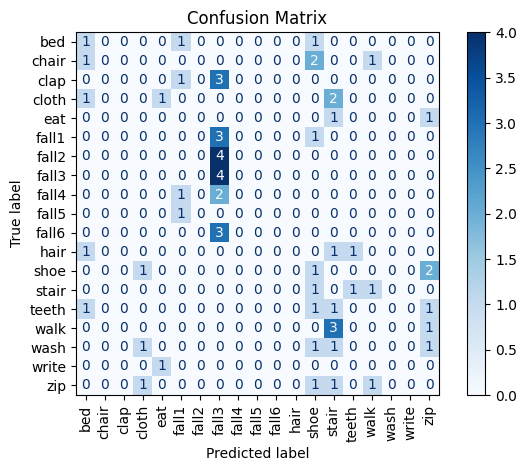 Confusion Matrix
bed 1 0 0 0 0 1 0 0 0 0 0 0 1 0 0 0 0 0 0 4.0
chair 1 0 0 0 0 0 0 0 0 0 0 0 2 0 0 1 0 0 0
clap 0 0 0 0 0 1 0 3 0 0 0 0 0 0 0 0 0 0 0 3.5
cloth 1 0 0 0 1 0 0 0 0 0 0 0 0 2 0 0 0 0 0
eat 0 0 0 0 0 0 0 0 0 0 0 0 0 1 0 0 0 0 1 3.0
fall1 0 0 0 0 0 0 0 3 0 0 0 0 1 0 0 0 0 0 0
fall2 0 0 0 0 0 0 0 4 0 0 0 0 0 0 0 0 0 0 0 2.5
fall3 0 0 0 0 0 0 0 4 0 0 0 0 0 0 0 0 0 0 0
fall4 0 0 0 0 0 1 0 2 0 0 0 0 0 0 0 0 0 0 0 2.0
fall5 0 0 0 0 0 1 0 0 0 0 0 0 0 0 0 0 0 0 0
fall6 0 0 0 0 0 0 0 3 0 0 0 0 0 0 0 0 0 0 0
hair 1 0 0 0 0 0 0 0 0 0 0 0 0 1 1 0 0 0 0 1.5
shoe 0 0 0 1 0 0 0 0 0 0 0 0 1 0 0 0 0 0 2
stair 0 0 0 0 0 0 0 0 0 0 0 0 1 0 1 1 0 0 0 1.0
teeth 1 0 0 0 0 0 0 0 0 0 0 0 1 1 0 0 0 0 1
walk 0 0 0 0 0 0 0 0 0 0 0 0 0 3 0 0 0 0 1 0.5
wash 0 0 0 1 0 0 0 0 0 0 0 0 1 1 0 0 0 0 1
write 0 0 0 0 1 0 0 0 0 0 0 0 0 0 0 0 0 0 0
zip 0 0 0 1 0 0 0 0 0 0 0 0 1 1 0 1 0 0 0 0.0
True label
bed chair clap cloth eat fall1 fall2 fall3 fall4 fall5 fall6 hair shoe stair teeth walk wash write zip
Predicted label